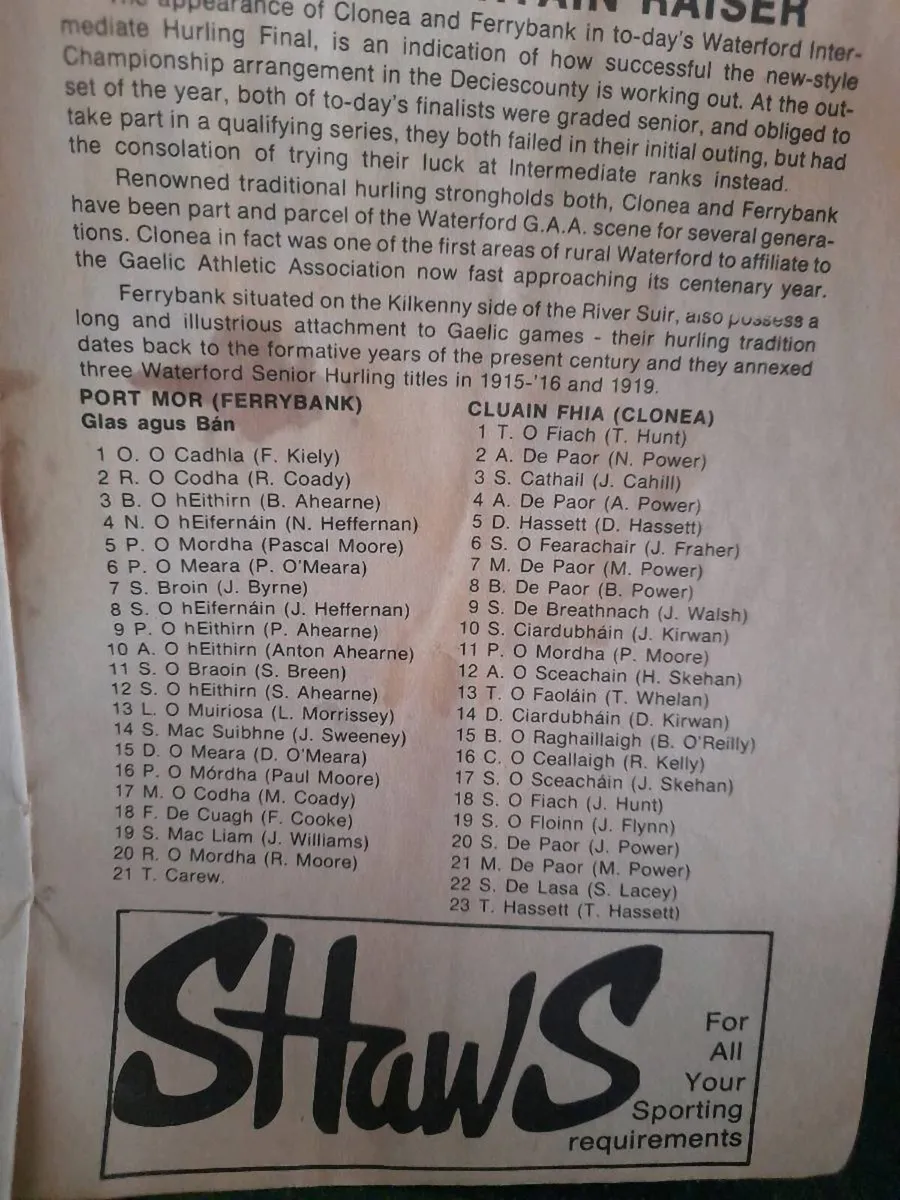 appearance of Clonea and Ferrybank in to-day's Waterford Inter-
mediate Hurling Final, is an indication of how successful the new-style
Championship arrangement in the Deciescounty is working out. At the out-
set of the year, both of to-day's finalists were graded senior, and obliged to
take part in a qualifying series, they both failed in their initial outing, but had
the consolation of trying their luck at Intermediate ranks instead.
Renowned traditional hurling strongholds both, Clonea and Ferrybank
have been part and parcel of the Waterford G.A.A. scene for several genera-
tions. Clonea in fact was one of the first areas of rural Waterford to affiliate to
the Gaelic Athletic Association now fast approaching its centenary year.
Ferrybank situated on the Kilkenny side of the River Suir, also possess a
long and illustrious attachment to Gaelic games - their hurling tradition
dates back to the formative years of the present century and they annexed
three Waterford Senior Hurling titles in 1915-'16 and 1919.
PORT MOR (FERRYBANK)
Glas agus Bán
1 O. O Cadhla (F. Kiely)
2 R. O Codha (R. Coady)
3 B. O hEithirn (B. Ahearne)
4 N. O hEifernáin (N. Heffernan)
5 P. O Mordha (Pascal Moore)
6 P. O Meara (P. O'Meara)
7 S. Broin (J. Byrne)
8 S. O hEifernáin (J. Heffernan)
9 P. O hEithirn (P. Ahearne)
10 A. O hEithirn (Anton Ahearne)
11 S. O Braoin (S. Breen)
12 S. O hEithirn (S. Ahearne)
13 L. O Muiriosa (L. Morrissey)
14 S. Mac Suibhne (J. Sweeney)
15 D. O Meara (D. O'Meara)
16 P. O Mórdha (Paul Moore)
17 M. O Codha (M. Coady)
18 F. De Cuagh (F. Cooke)
19 S. Mac Liam (J. Williams)
20 R. O Mordha (R. Moore)
21 T. Carew.
CLUAIN FHIA (CLONEA)
1 T. O Fiach (T. Hunt)
2 A. De Paor (N. Power)
3 S. Cathail (J. Cahill)
4 A. De Paor (A. Power)
5 D. Hassett (D. Hassett)
6 S. O Fearachair (J. Fraher)
7 M. De Paor (M. Power)
8 B. De Paor (B. Power)
9 S. De Breathnach (J. Walsh)
10 S. Ciardubháin (J. Kirwan)
11 P. O Mordha (P. Moore)
12 A. O Sceachain (H. Skehan)
13 T. O Faoláin (T. Whelan)
14 D. Ciardubháin (D. Kirwan)
15 B. O Raghaillaigh (B. O'Reilly)
16 C. O Ceallaigh (R. Kelly)
17 S. O Sceacháin (J. Skehan)
18 S. O Fiach (J. Hunt)
19 S. O Floinn (J. Flynn)
20 S. De Paor (J. Power)
21 M. De Paor (M. Power)
22 S. De Lasa (S. Lacey)
23 T. Hassett (T. Hassett)
SHawS
For
All
Your
Sporting
requirements